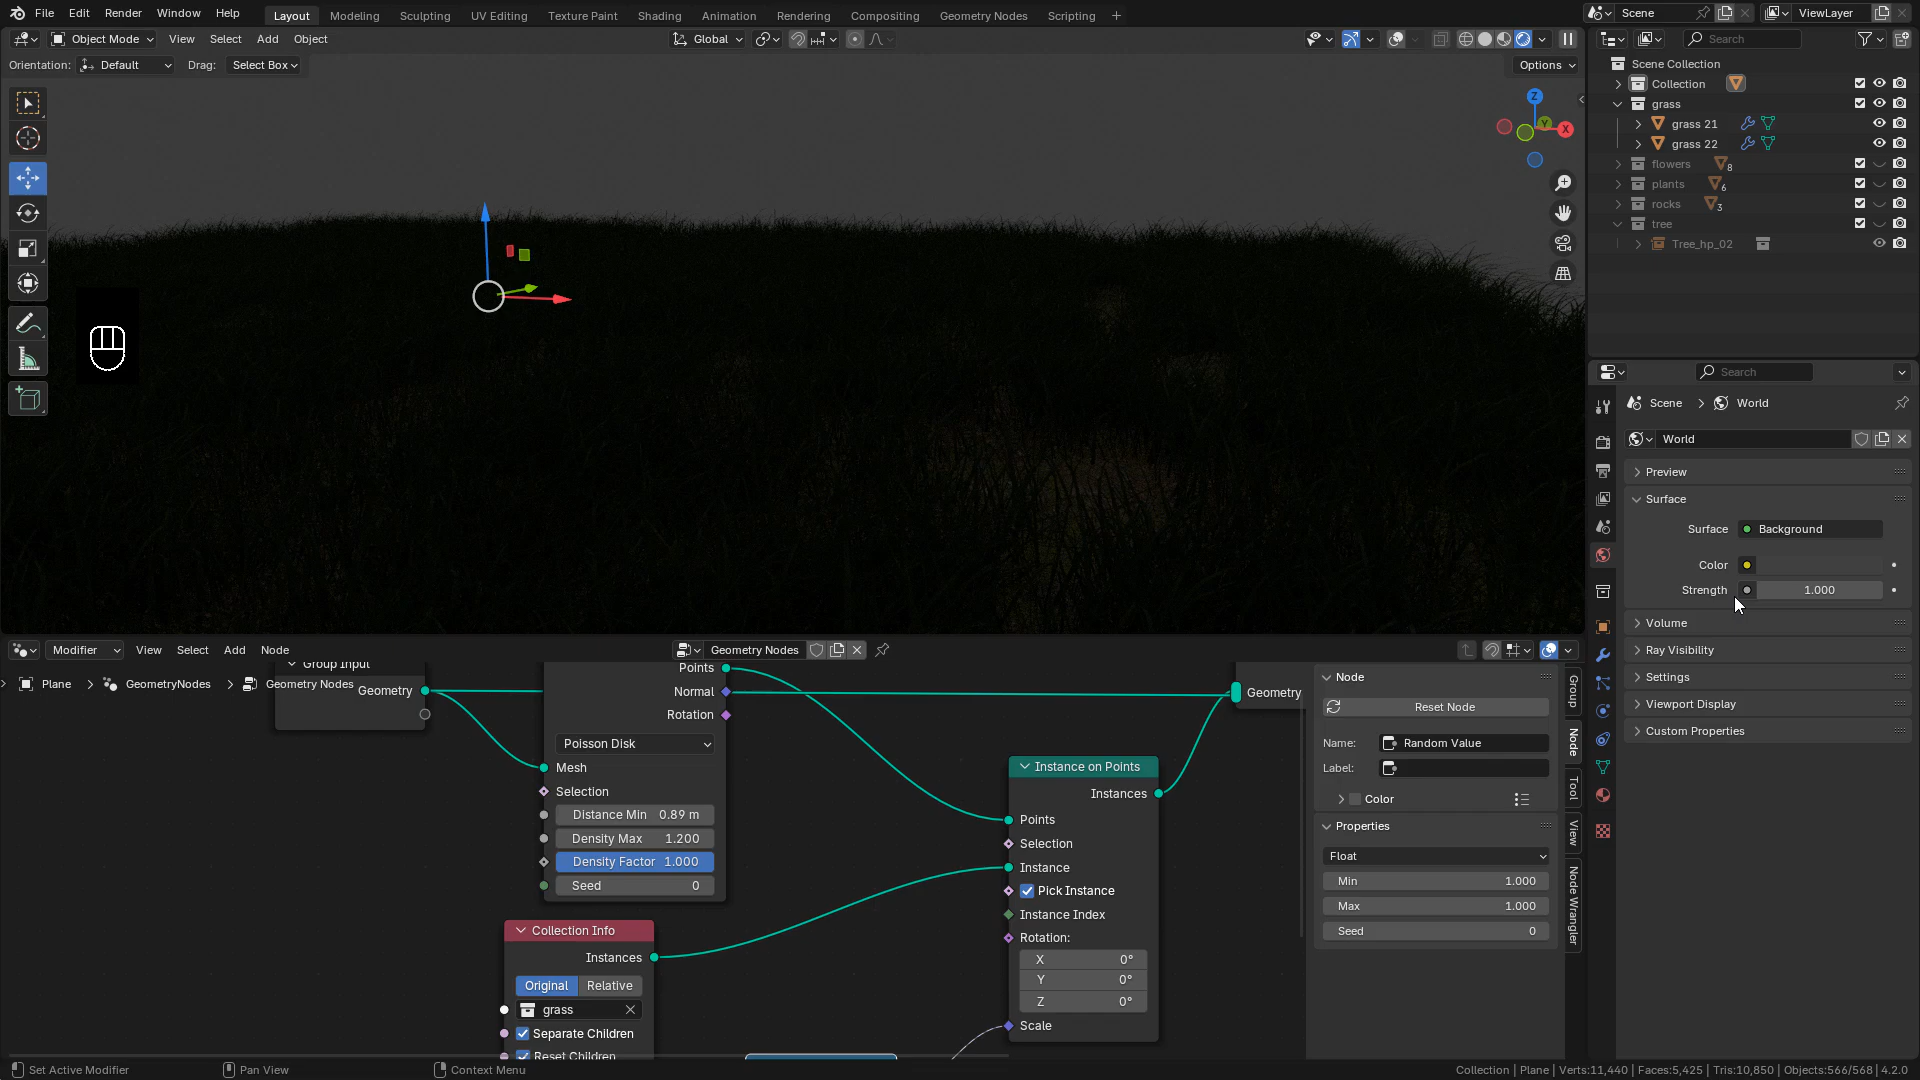 File Edit Render Window Help Layout Modeling Sculpting UV Editing Texture Paint Shading Animation Rendering Compositing Geometry Nodes Scripting + Scene ViewLayer
Object Mode View Select Add Object Global Search
Orientation: Default Drag: Select Box Options
Scene Collection
Collection
grass
grass 21
grass 22
flowers 8
plants 6
rocks 3
tree
Tree_hp_02
Z
Y
X
Search
Scene > World
World
Preview
Surface
Surface Background
Color
Strength 1.000
Volume
Ray Visibility
Settings
Viewport Display
Custom Properties
Modifier View Select Add Node Geometry Nodes
Plane > GeometryNodes > Geometry Nodes
Group Input
Geometry
Points
Normal
Rotation
Poisson Disk
Mesh
Selection
Distance Min 0.89 m
Density Max 1.200
Density Factor 1.000
Seed 0
Collection Info
Instances
Original Relative
grass
Separate Children
Reset Children
Instance on Points
Instances
Points
Selection
Instance
Pick Instance
Instance Index
Rotation:
X 0°
Y 0°
Z 0°
Scale
Geometry
Node
Reset Node
Name: Random Value
Label:
Color
Properties
Float
Min 1.000
Max 1.000
Seed 0
Group
Node
Tool
View
Node Wrangler
Set Active Modifier Pan View Context Menu Collection | Plane | Verts:11,440 | Faces:5,425 | Tris:10,850 | Objects:566/568 | 4.2.0